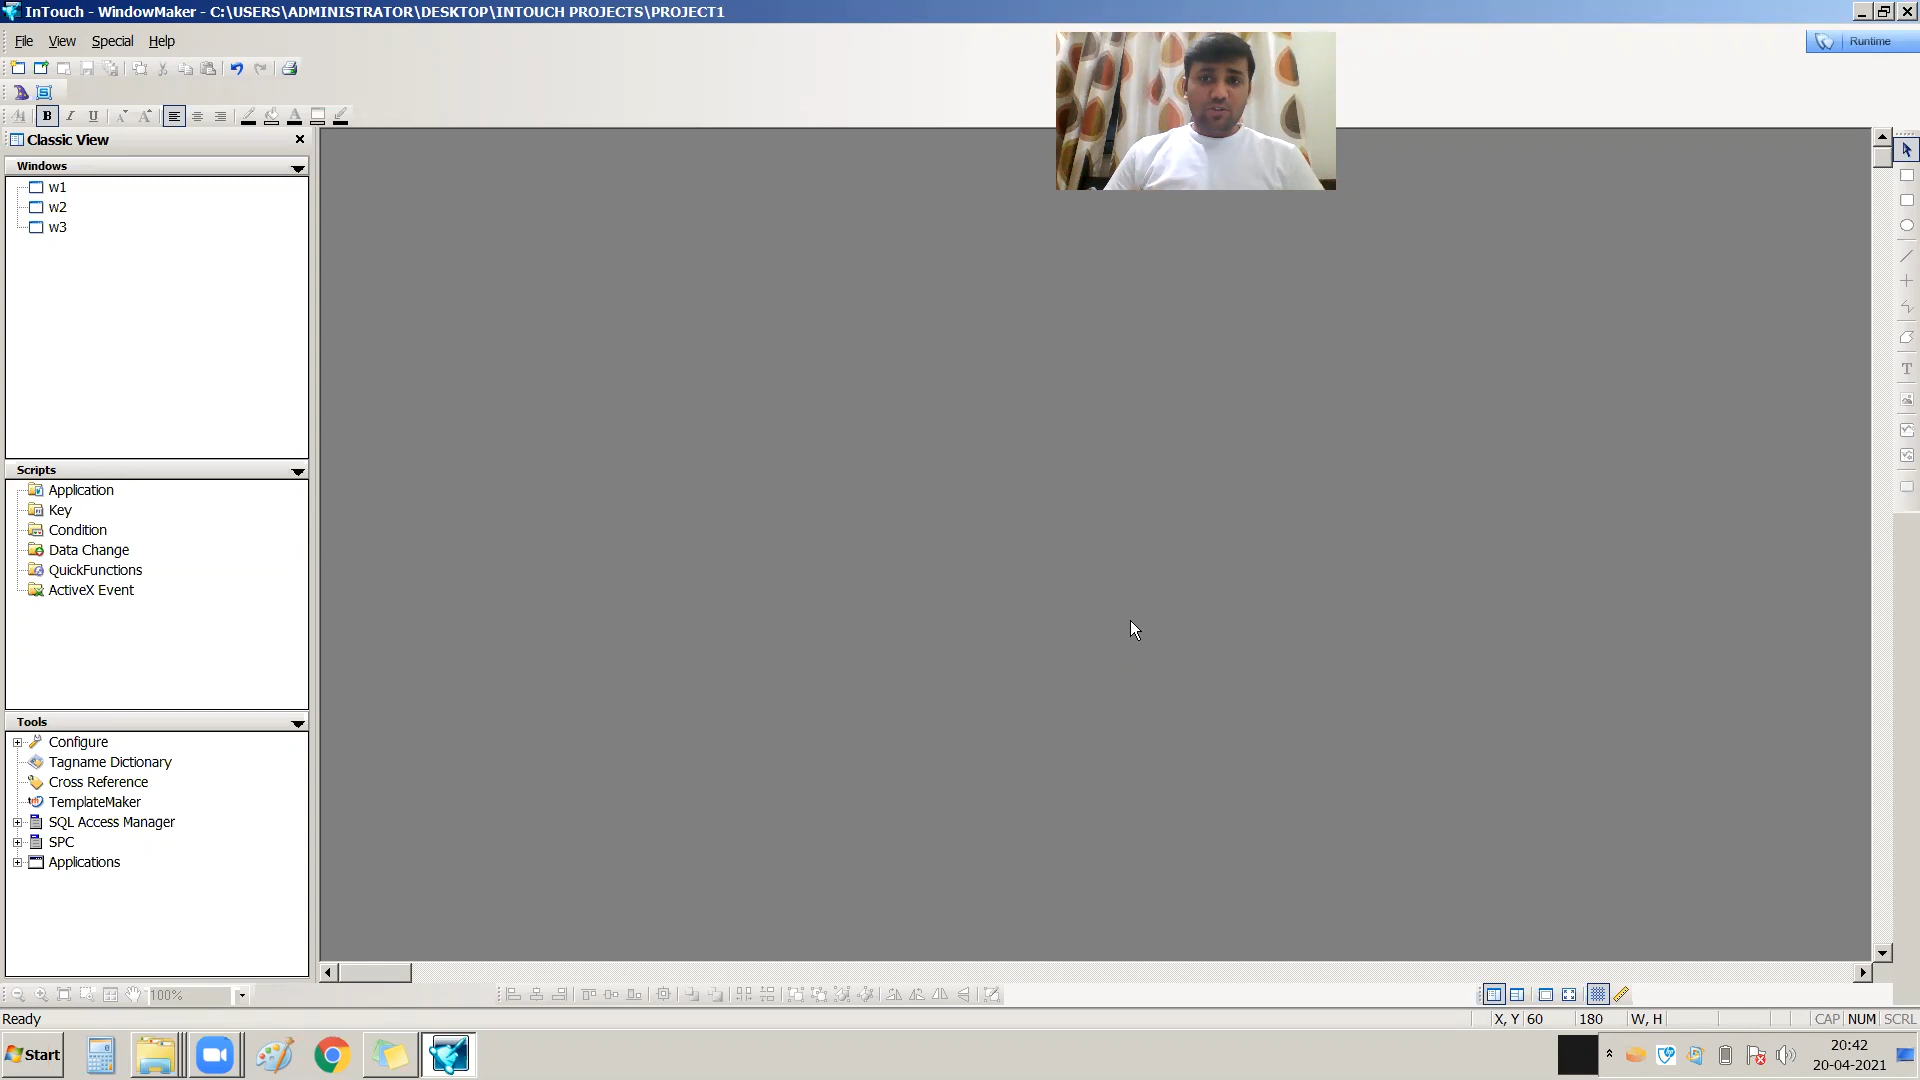 InTouch - WindowMaker - C:\USERS\ADMINISTRATOR\DESKTOP\INTOUCH PROJECTS\PROJECT1
File View Special Help
Runtime
B I U
Classic View
Windows
w1
w2
w3
Scripts
Application
Key
Condition
Data Change
QuickFunctions
ActiveX Event
Tools
Configure
Tagname Dictionary
Cross Reference
TemplateMaker
SQL Access Manager
SPC
Applications
100%
Ready
X, Y 60 180 W, H CAP NUM SCRL
Start
20:42
20-04-2021